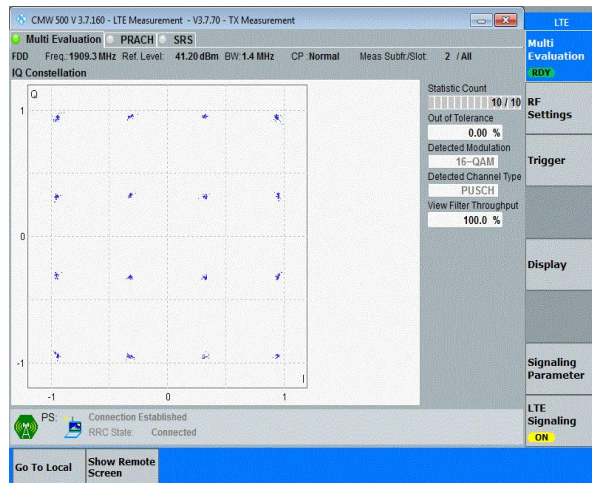 CMW 500 V 3.7.160 - LTE Measurement - V3.7.70 - TX Measurement
LTE
Multi Evaluation PRACH SRS
FDD Freq.: 1909.3 MHz Ref. Level: 41.20 dBm BW: 1.4 MHz CP : Normal Meas Subfr./Slot: 2 / All
IQ Constellation
Q
1
0
-1
-1 0 1
I
Statistic Count
10 / 10
Out of Tolerance
0.00 %
Detected Modulation
16-QAM
Detected Channel Type
PUSCH
View Filter Throughput
100.0 %
PS: Connection Established
RRC State: Connected
Multi
Evaluation
RDY
RF
Settings
Trigger
Display
Signaling
Parameter
LTE
Signaling
ON
Go To Local
Show Remote
Screen